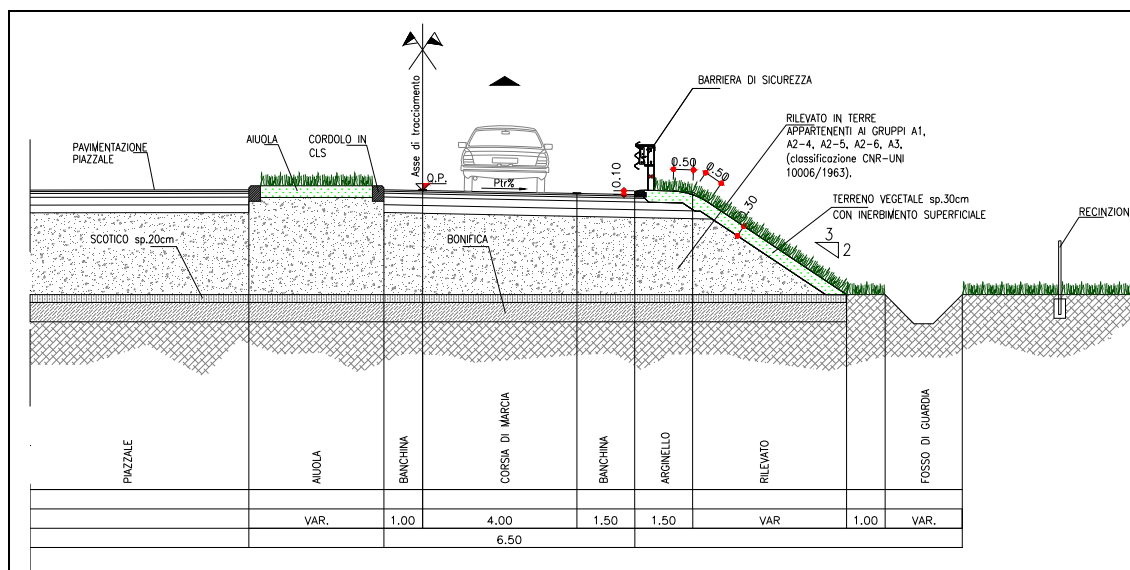 BARRIERA DI SICUREZZA
Asse di tracciamento
RILEVATO IN TERRE
APPARTENENTI AI GRUPPI A1,
A2-4, A2-5, A2-6, A3,
(classificazione CNR-UNI
10006/1963).
AIUOLA
CORDOLO IN
CLS
PAVIMENTAZIONE
PIAZZALE
Q.P.
Ptr%
0.10
0.50
0.50
30
TERRENO VEGETALE sp.30cm
CON INERBIMENTO SUPERFICIALE
RECINZION
3
2
SCOTICO sp.20cm
BONIFICA
PIAZZALE
AIUOLA
BANCHINA
CORSIA DI MARCIA
BANCHINA
ARGINELLO
RILEVATO
FOSSO DI GUARDIA
VAR.
1.00
4.00
1.50
1.50
VAR
1.00
VAR.
6.50